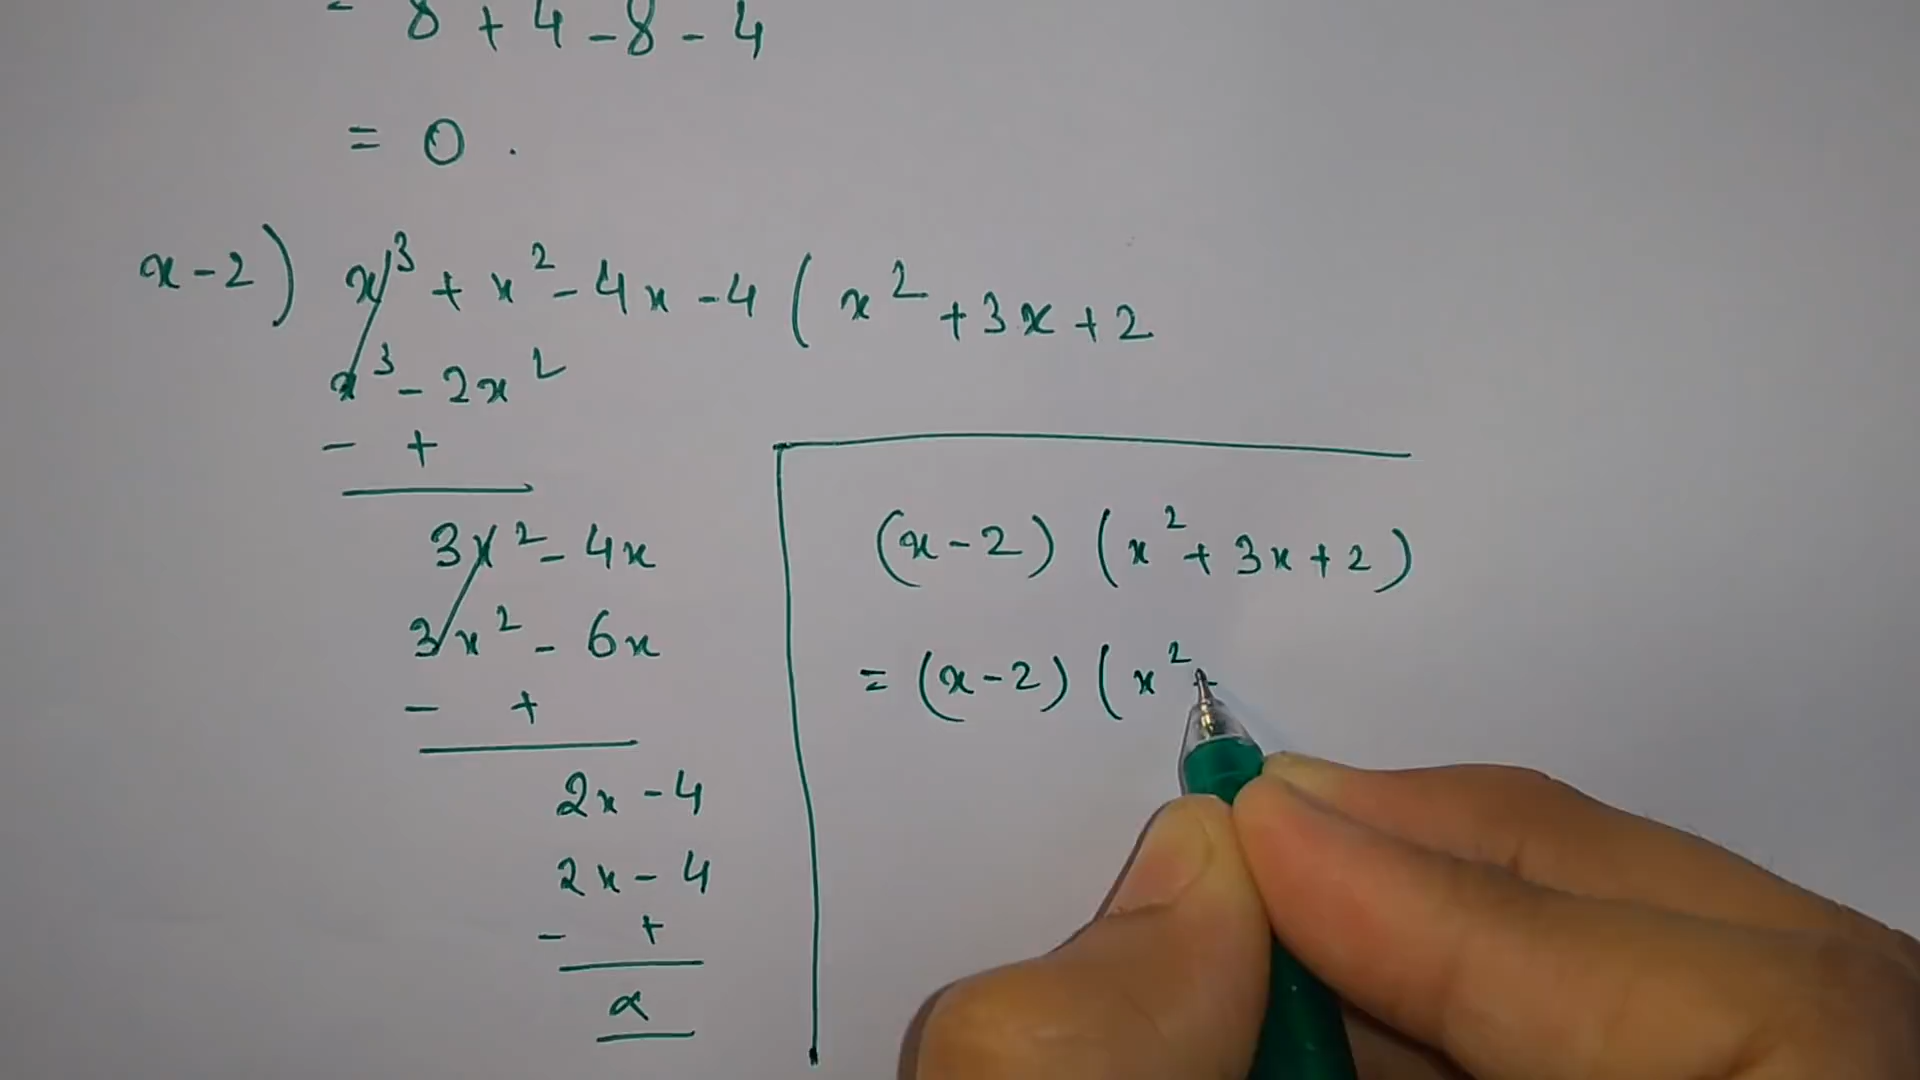 = 8 + 4 - 8 - 4
= 0 .
x-2) x³ + x² - 4x - 4 ( x² + 3x + 2
x³ - 2x²
- +
3x² - 4x
3x² - 6x
- +
2x - 4
2x - 4
- +
(x-2) (x² + 3x + 2)
= (x-2) (x² +